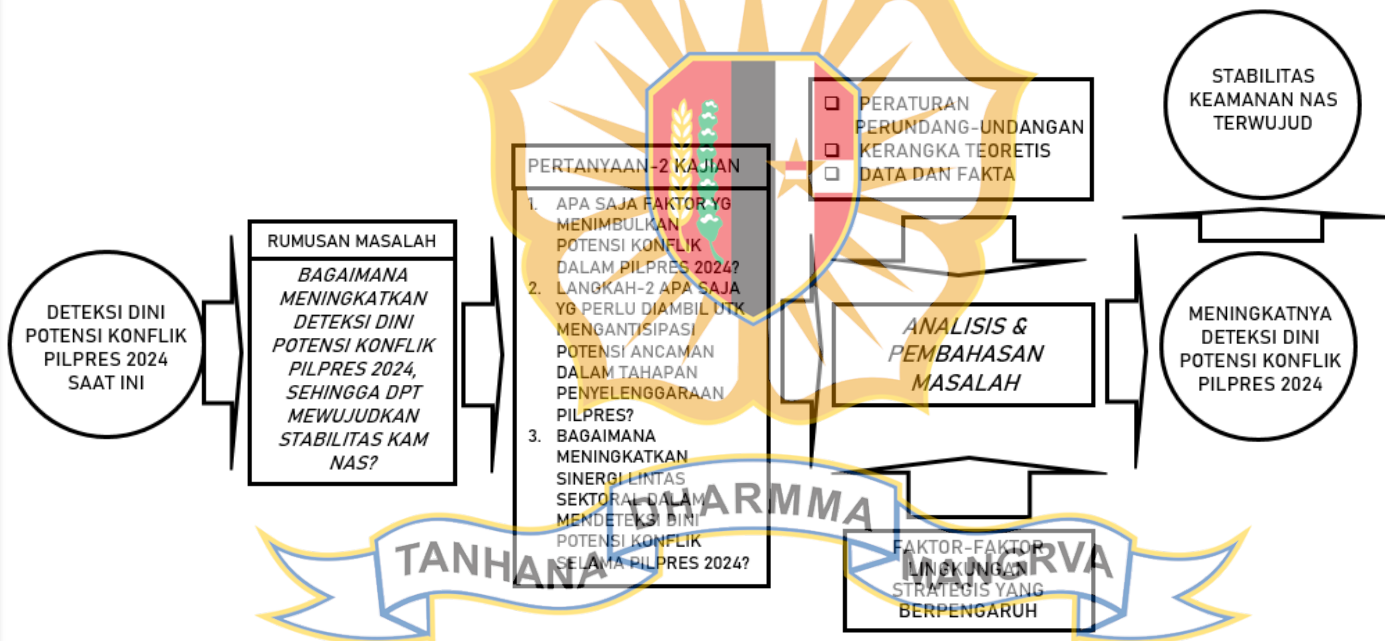 DETEKSI DINI
POTENSI KONFLIK
PILPRES 2024
SAAT INI
RUMUSAN MASALAH
BAGAIMANA
MENINGKATKAN
DETEKSI DINI
POTENSI KONFLIK
PILPRES 2024,
SEHINGGA DPT
MEWUJUDKAN
STABILITAS KAM
NAS?
PERTANYAAN-2 KAJIAN
1. APA SAJA FAKTOR YG
MENIMBULKAN
POTENSI KONFLIK
DALAM PILPRES 2024?
2. LANGKAH-2 APA SAJA
YG PERLU DIAMBIL UTK
MENGANTISIPASI
POTENSI ANCAMAN
DALAM TAHAPAN
PENYELENGGARAAN
PILPRES?
3. BAGAIMANA
MENINGKATKAN
SINERGI LINTAS
SEKTORAL DALAM
MENDETEKSI DINI
POTENSI KONFLIK
SELAMA PILPRES 2024?
❑ PERATURAN
PERUNDANG-UNDANGAN
❑ KERANGKA TEORETIS
❑ DATA DAN FAKTA
ANALISIS &
PEMBAHASAN
MASALAH
FAKTOR-FAKTOR
LINGKUNGAN
STRATEGIS YANG
BERPENGARUH
MENINGKATNYA
DETEKSI DINI
POTENSI KONFLIK
PILPRES 2024
STABILITAS
KEAMANAN NAS
TERWUJUD
TANHANA DHARMMA MANGRVA